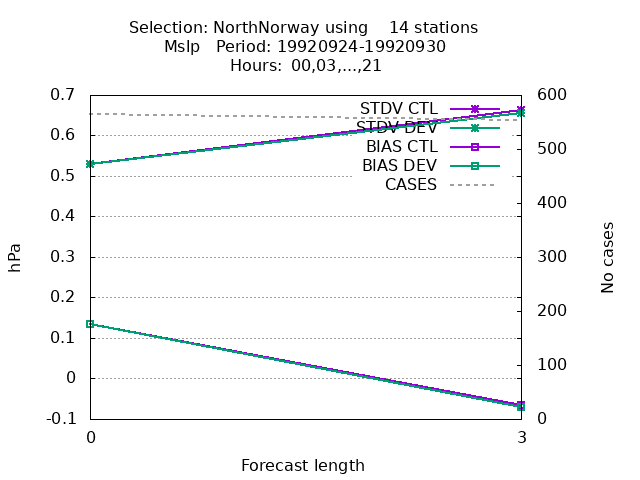 Selection: NorthNorway using    14 stations
Mslp   Period: 19920924-19920930
Hours:  00,03,...,21
0.7
0.6
0.5
0.4
0.3
0.2
0.1
0
-0.1
hPa
STDV CTL
STDV DEV
BIAS CTL
BIAS DEV
CASES
600
500
400
300
200
100
0
No cases
0
3
Forecast length